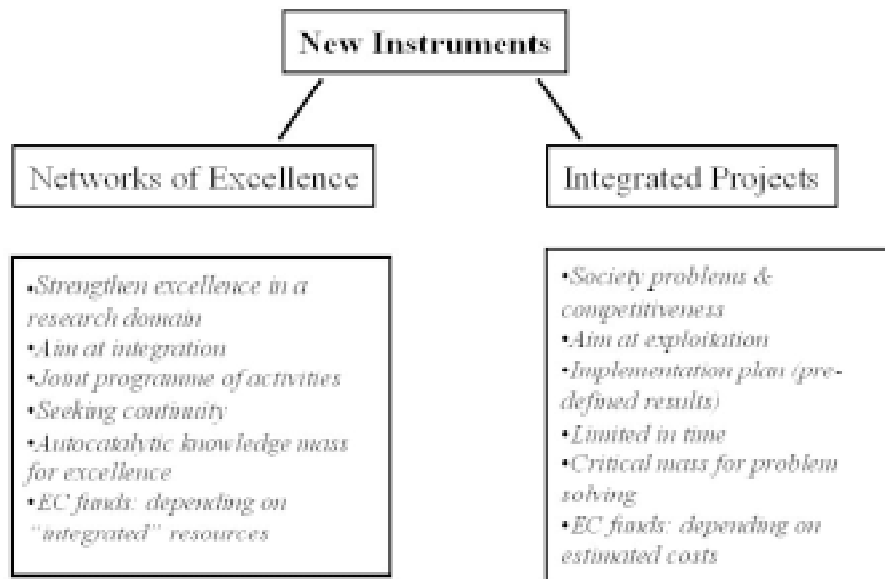 New Instruments
Networks of Excellence
Integrated Projects
•Strengthen excellence in a
research domain
•Aim at integration
•Joint programme of activities
•Seeking continuity
•Autocatalytic knowledge mass
for excellence
•EC funds: depending on
“integrated” resources
•Society problems &
competitiveness
•Aim at exploitation
•Implementation plan (pre-
defined results)
•Limited in time
•Critical mass for problem
solving
•EC funds: depending on
estimated costs